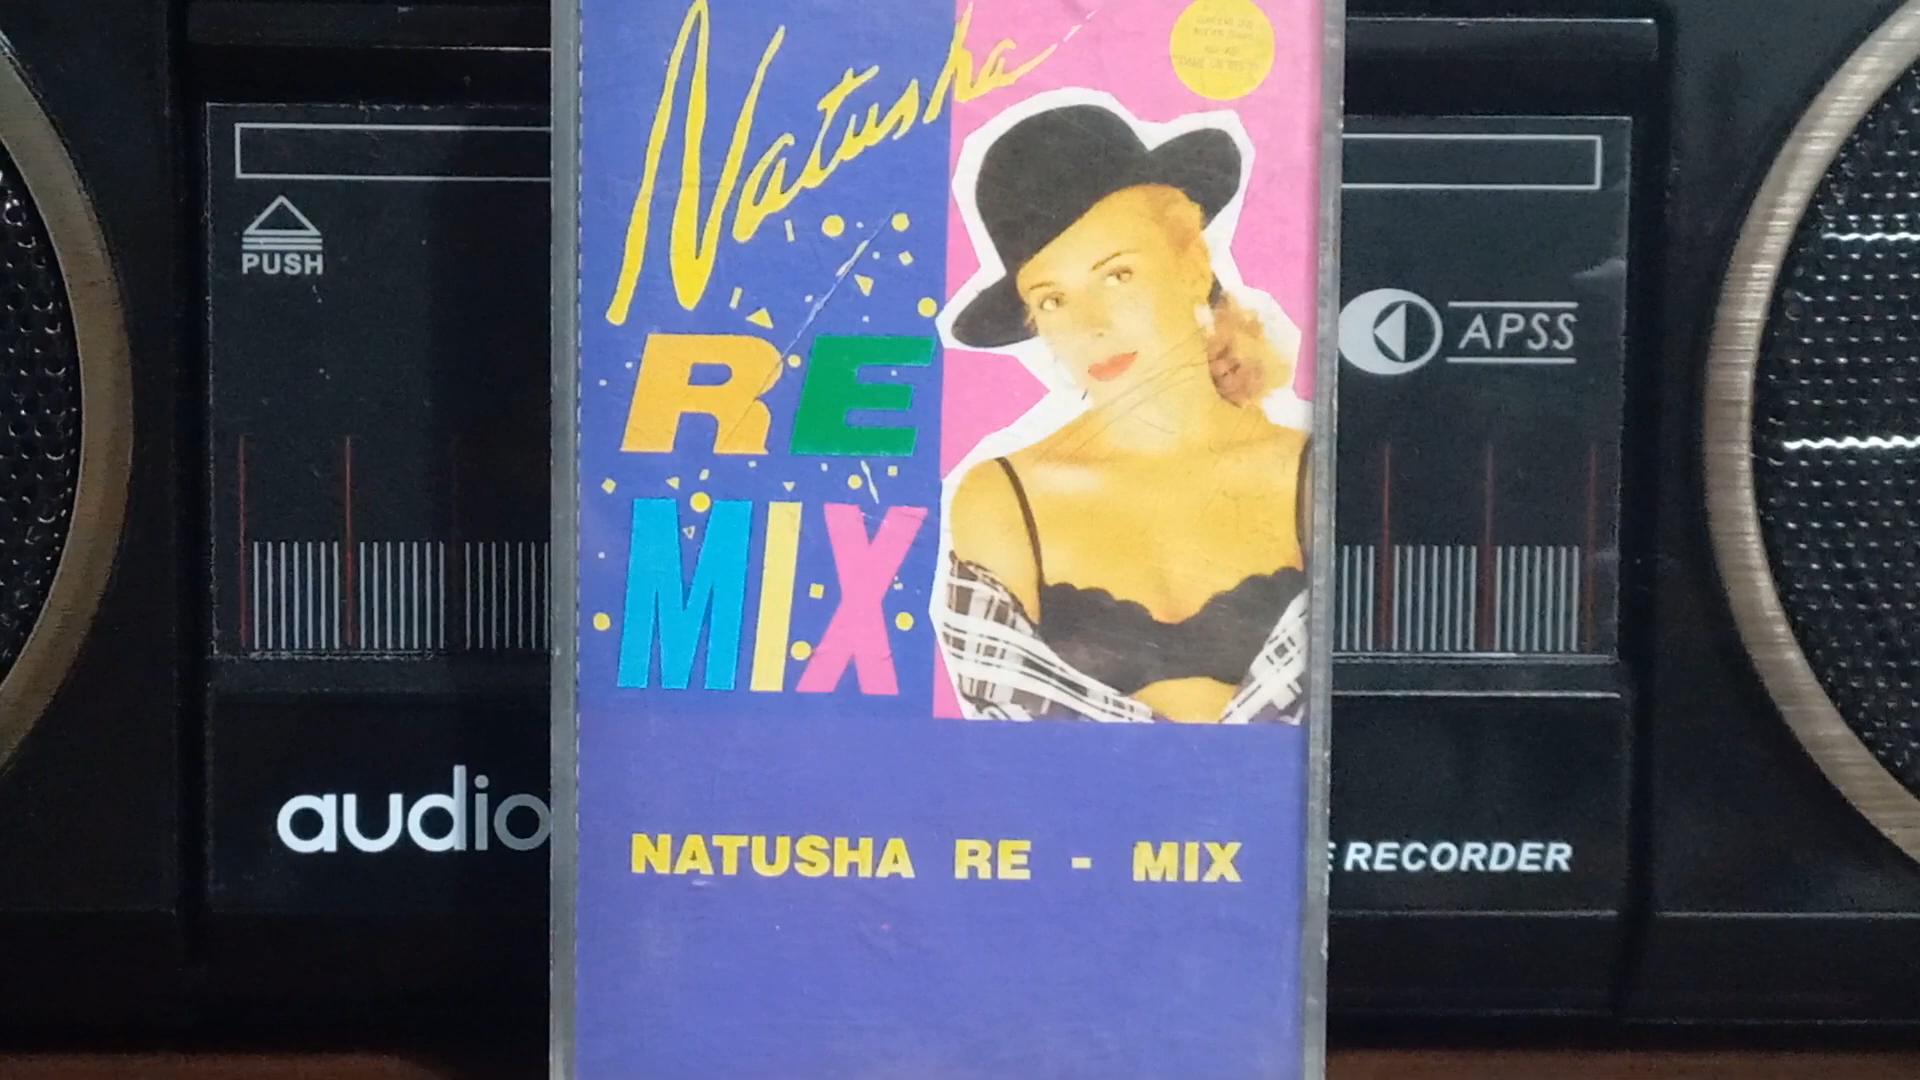 Natusha
PUSH
RE
APSS
MIX
audio
NATUSHA RE - MIX
RECORDER